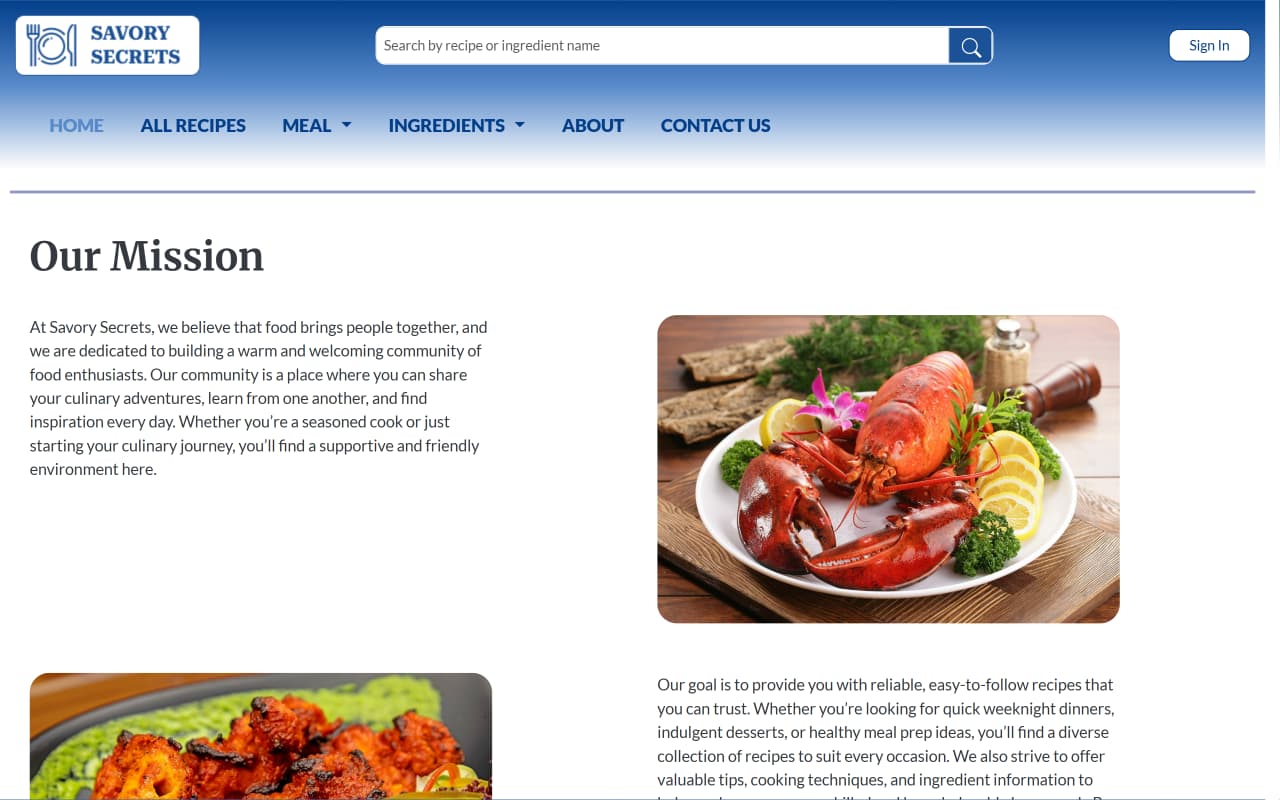 SAVORY
SECRETS
Search by recipe or ingredient name
Sign In
HOME
ALL RECIPES
MEAL
INGREDIENTS
ABOUT
CONTACT US
Our Mission
At Savory Secrets, we believe that food brings people together, and
we are dedicated to building a warm and welcoming community of
food enthusiasts. Our community is a place where you can share
your culinary adventures, learn from one another, and find
inspiration every day. Whether you're a seasoned cook or just
starting your culinary journey, you'll find a supportive and friendly
environment here.
Our goal is to provide you with reliable, easy-to-follow recipes that
you can trust. Whether you're looking for quick weeknight dinners,
indulgent desserts, or healthy meal prep ideas, you'll find a diverse
collection of recipes to suit every occasion. We also strive to offer
valuable tips, cooking techniques, and ingredient information to